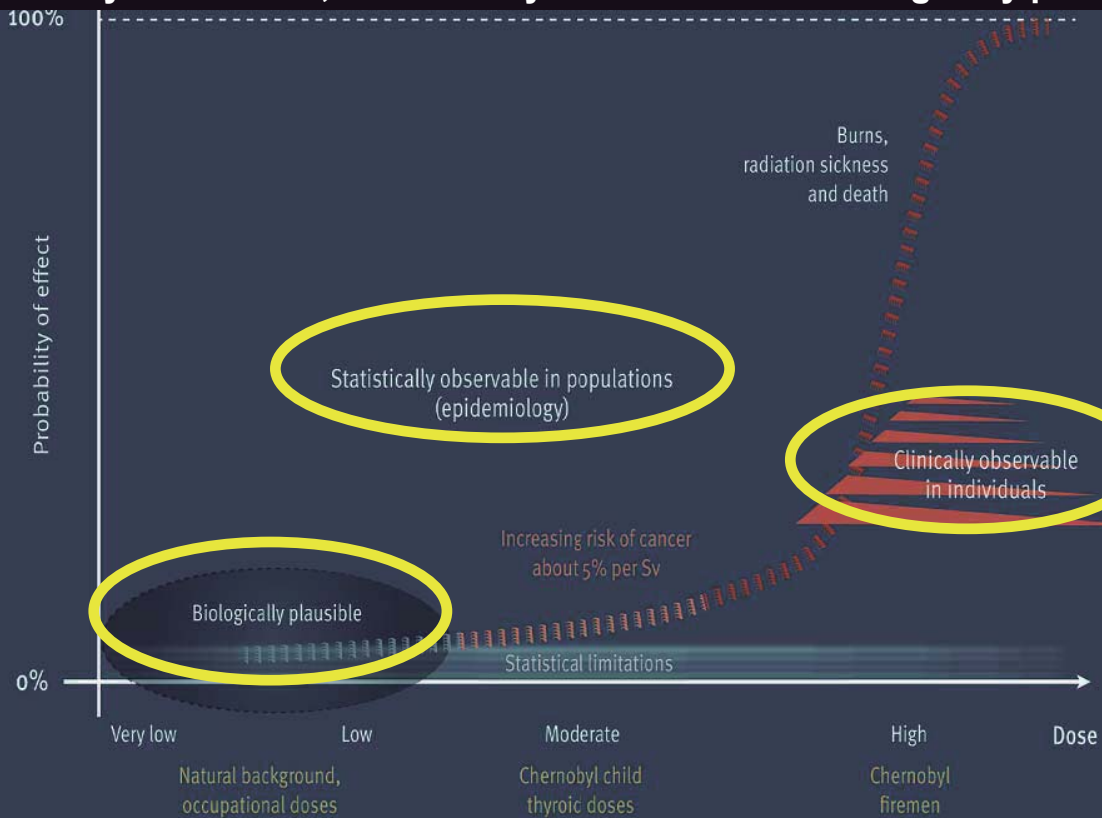 100%
Burns,
radiation sickness
and death
Probability of effect
Statistically observable in populations
(epidemiology)
Clinically observable
in individuals
Increasing risk of cancer
about 5% per Sv
Biologically plausible
Statistical limitations
0%
Very low Low Moderate High Dose
Natural background,
occupational doses
Chernobyl child
thyroic doses
Chernobyl
firemen